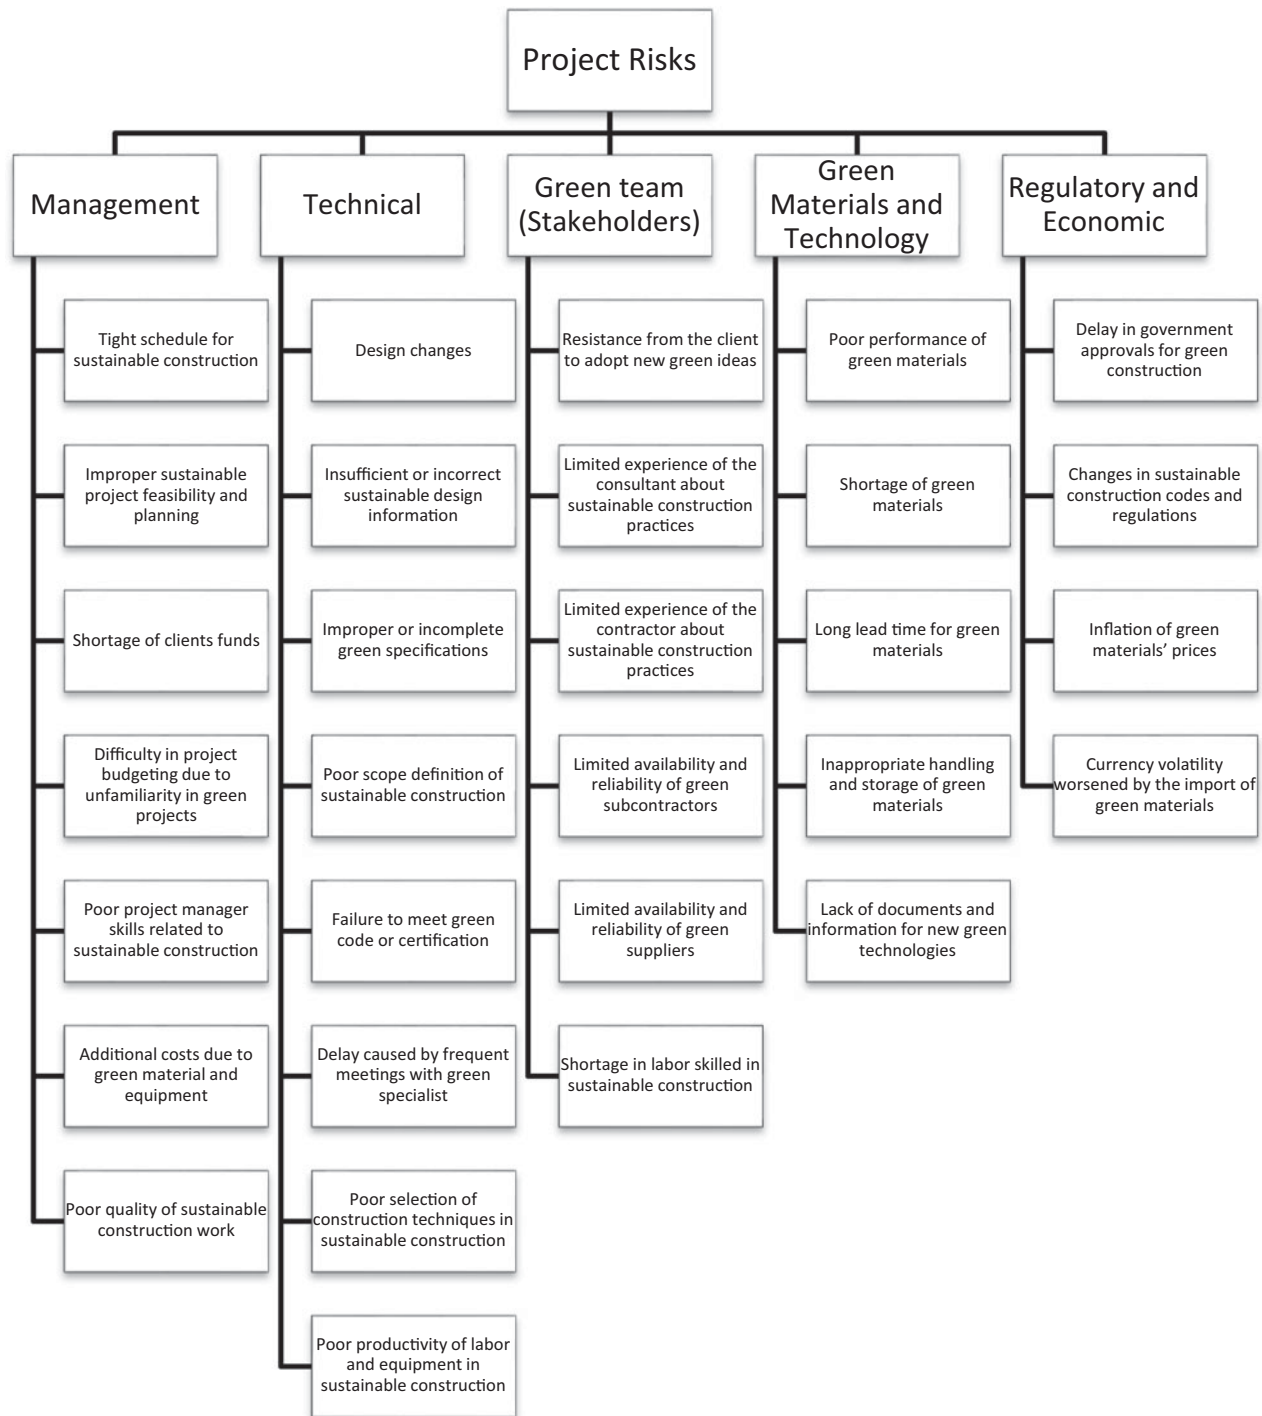 Project Risks
Management
Technical
Green team
(Stakeholders)
Green
Materials and
Technology
Regulatory and
Economic
Tight schedule for
sustainable construction
Improper sustainable
project feasibility and
planning
Shortage of clients funds
Difficulty in project
budgeting due to
unfamiliarity in green
projects
Poor project manager
skills related to
sustainable construction
Additional costs due to
green material and
equipment
Poor quality of sustainable
construction work
Design changes
Insufficient or incorrect
sustainable design
information
Improper or incomplete
green specifications
Poor scope definition of
sustainable construction
Failure to meet green
code or certification
Delay caused by frequent
meetings with green
specialist
Poor selection of
construction techniques in
sustainable construction
Poor productivity of labor
and equipment in
sustainable construction
Resistance from the client
to adopt new green ideas
Limited experience of the
consultant about
sustainable construction
practices
Limited experience of the
contractor about
sustainable construction
practices
Limited availability and
reliability of green
subcontractors
Limited availability and
reliability of green
suppliers
Shortage in labor skilled in
sustainable construction
Poor performance of
green materials
Shortage of green
materials
Long lead time for green
materials
Inappropriate handling
and storage of green
materials
Lack of documents and
information for new green
technologies
Delay in government
approvals for green
construction
Changes in sustainable
construction codes and
regulations
Inflation of green
materials’ prices
Currency volatility
worsened by the import of
green materials